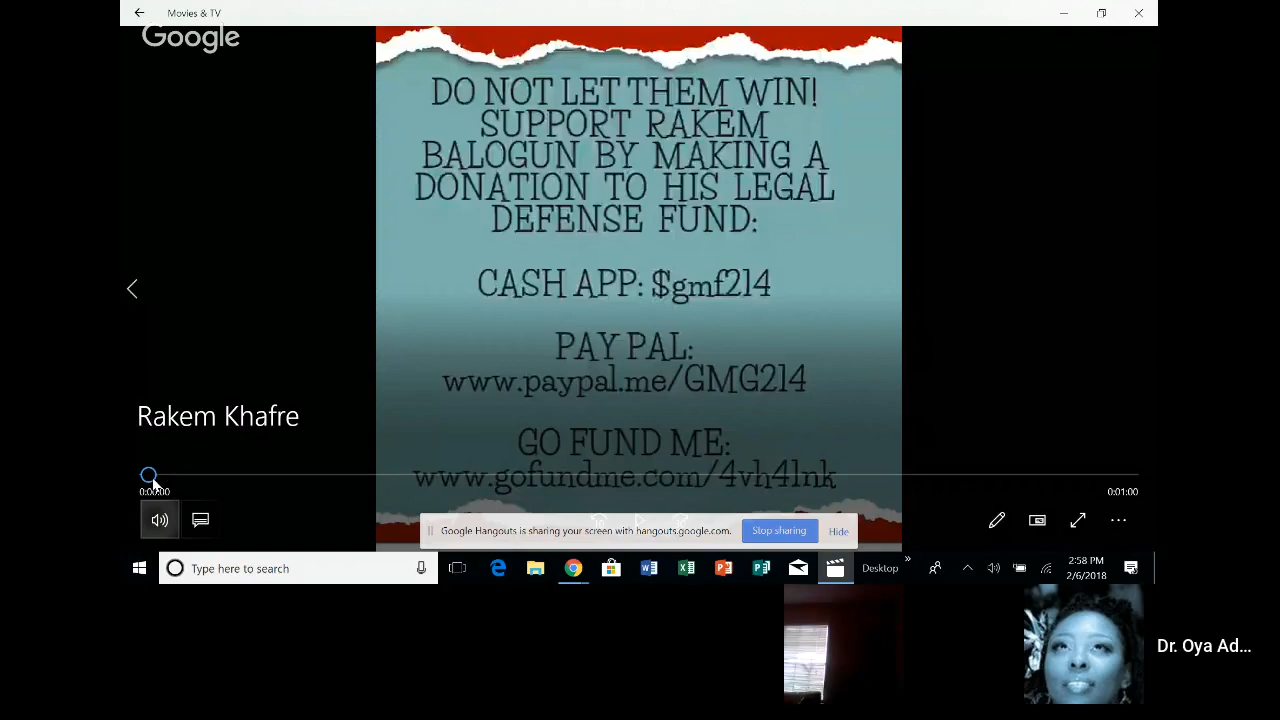 Movies & TV
Google
DO NOT LET THEM WIN!
SUPPORT RAKEM
BALOGUN BY MAKING A
DONATION TO HIS LEGAL
DEFENSE FUND:
CASH APP: $gmf214
PAY PAL:
www.paypal.me/GMG214
GO FUND ME:
www.gofundme.com/4vh4lnk
Rakem Khafre
0:00:00
0:01:00
Google Hangouts is sharing your screen with hangouts.google.com.
Stop sharing
Hide
Type here to search
Desktop
2:58 PM
2/6/2018
Dr. Oya Ad...